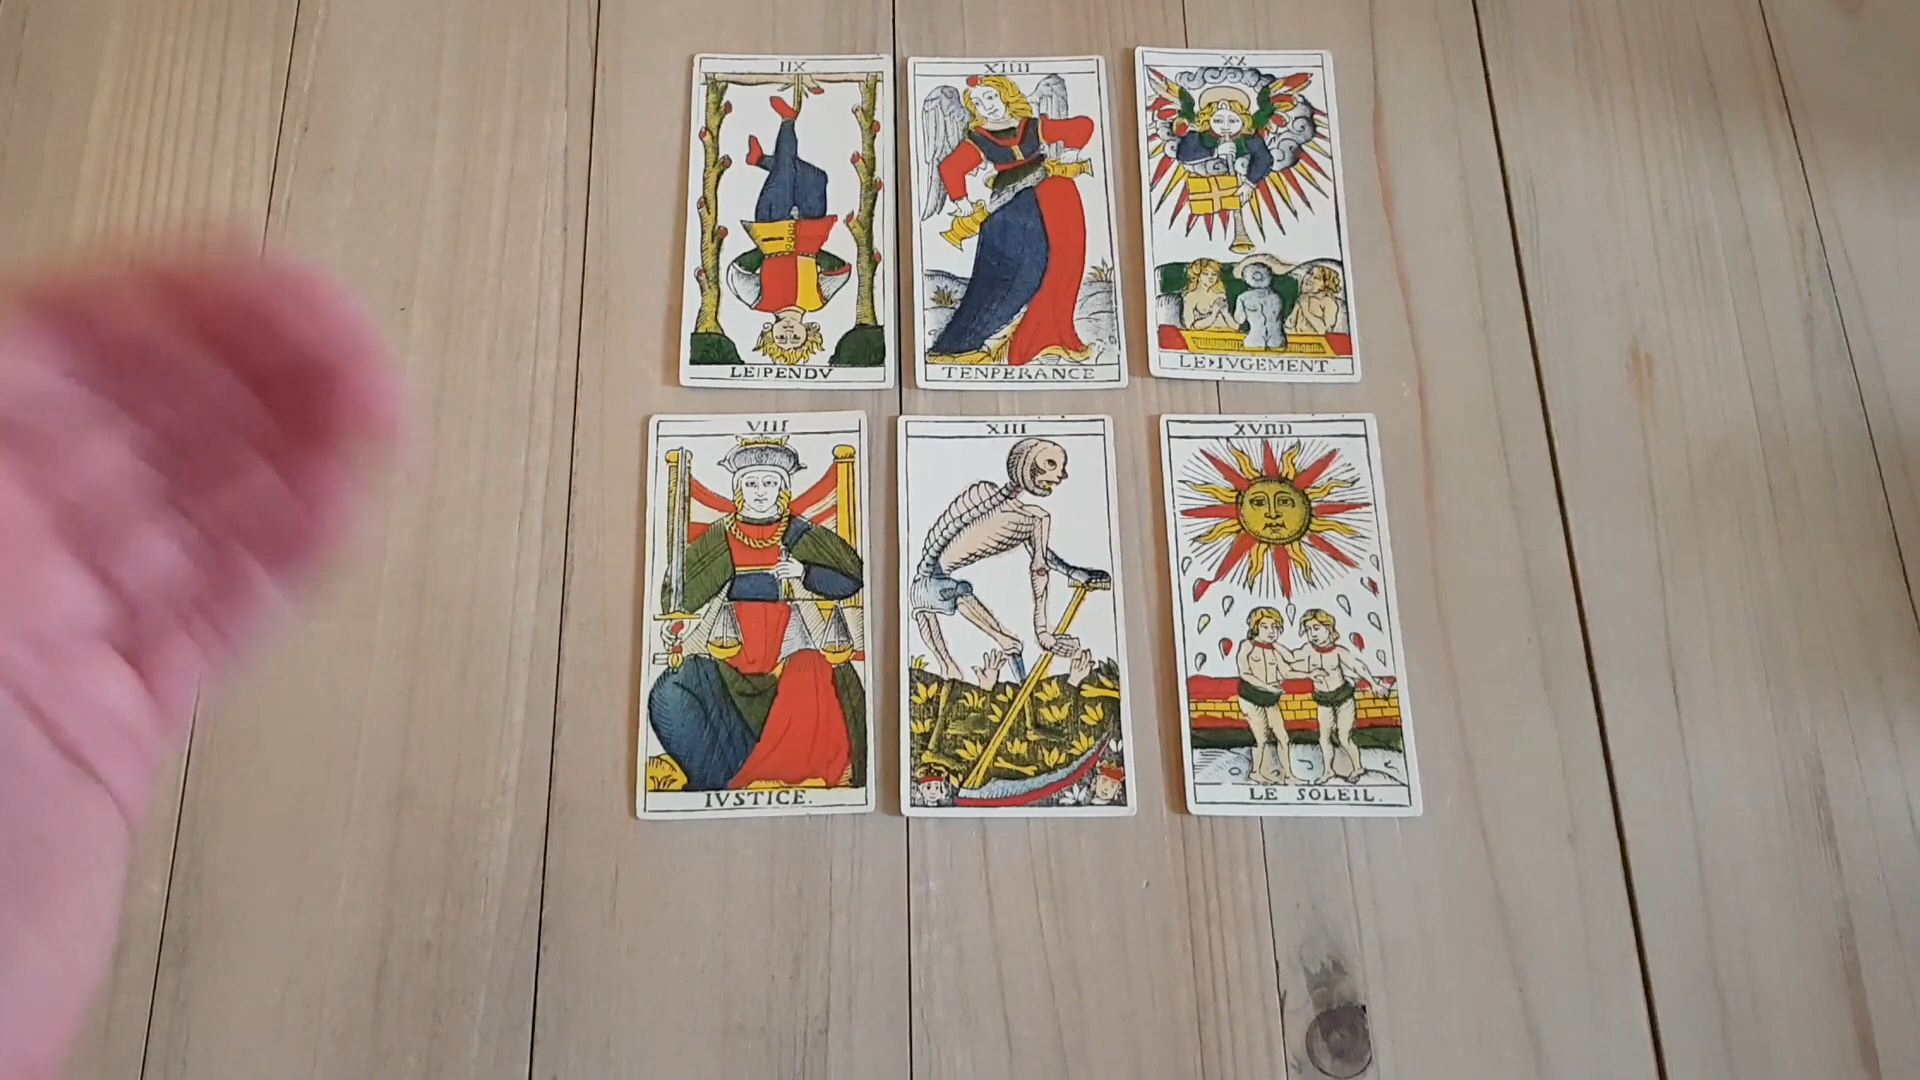 IIX
XIIII
XX
LE PENDV
TENPERANCE
LE IVGEMENT.
VIII
XIII
XVIIII
IVSTICE.
LE SOLEIL.